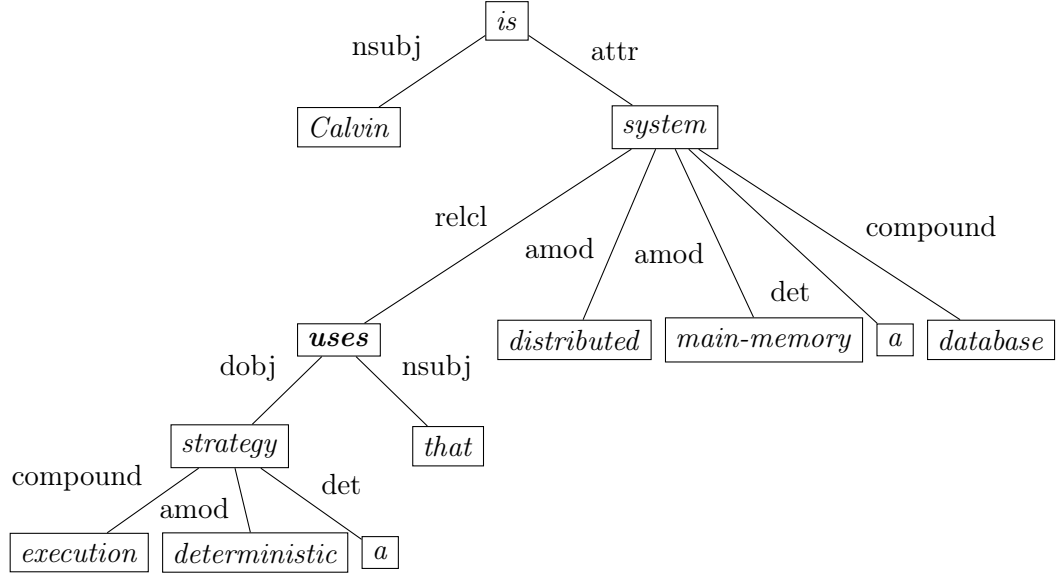 is
nsubj
attr
Calvin
system
relcl
amod
amod
compound
det
uses
distributed
main-memory
a
database
dobj
nsubj
strategy
that
compound
amod
det
execution
deterministic
a